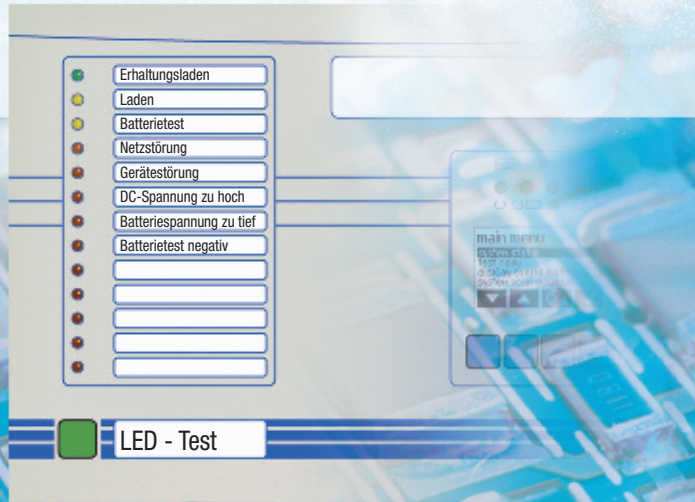 Erhaltungsladen
Laden
Batterietest
Netzstörung
Gerätestörung
DC-Spannung zu hoch
Batteriespannung zu tief
Batterietest negativ
main menu
LED - Test